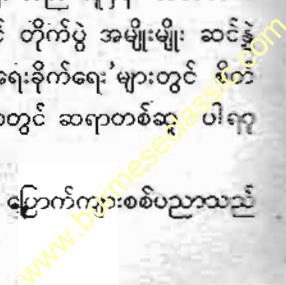 တိုက်ပွဲ အမျိုးမျိုး ဆင်နွှဲ
ရေးခိုက်ရေး'များတွင် စိတ်
တွင် ဆရာတစ်ဆူ ပါရဂူ
ပြောက်ကျားစစ်ပညာသည်
www.burmeseclassic.com